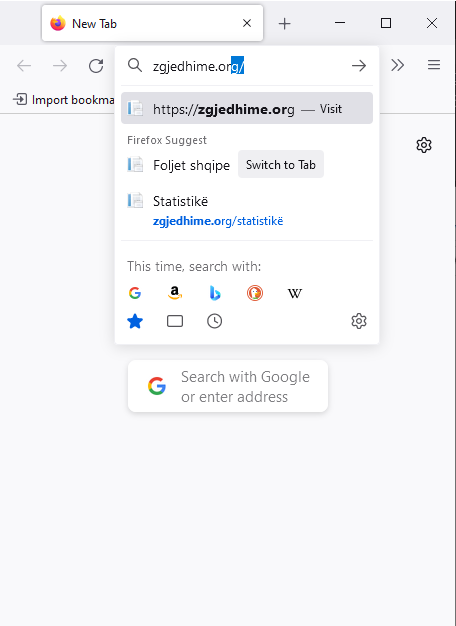 New Tab
zgjedhime.org/
Import bookma
https://zgjedhime.org — Visit
Firefox Suggest
Foljet shqipe Switch to Tab
Statistikë
zgjedhime.org/statistikë
This time, search with:
Search with Google
or enter address